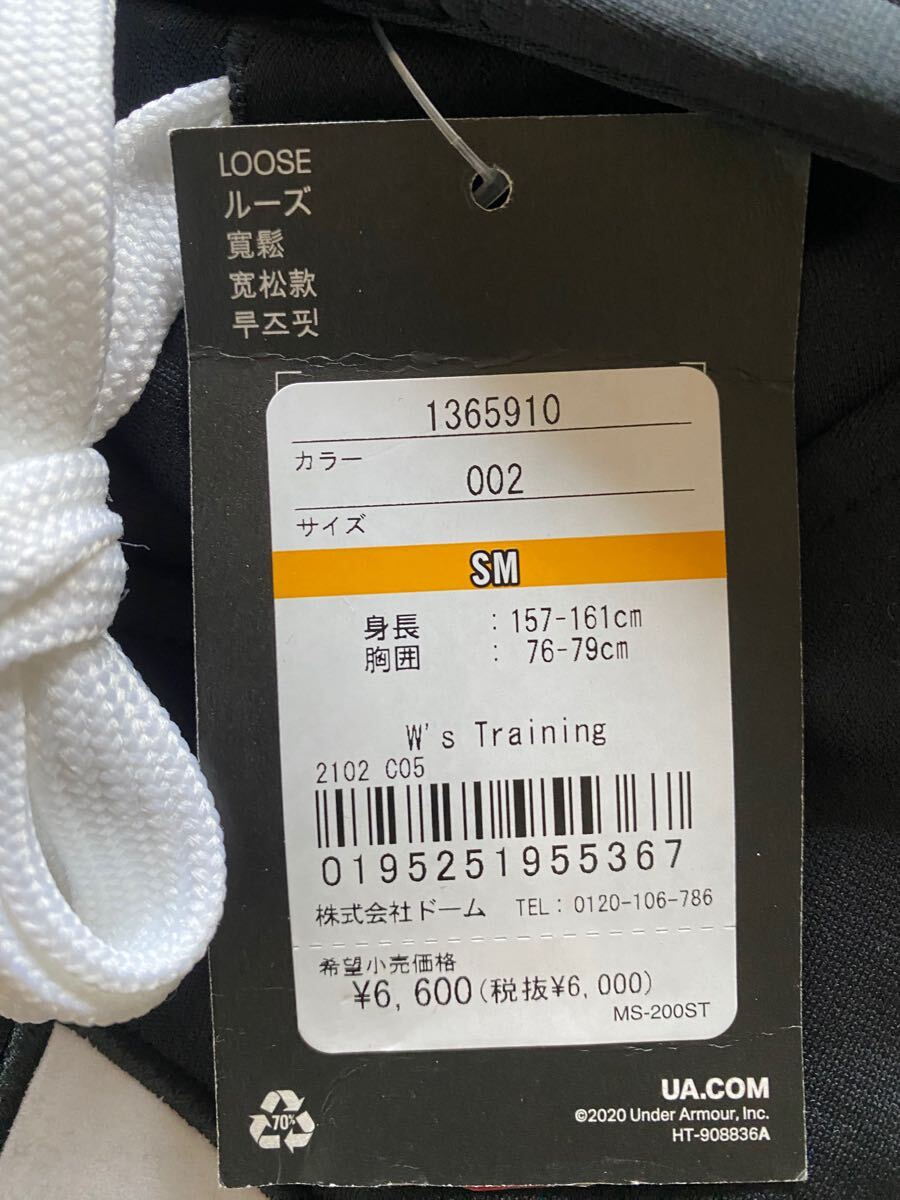 LOOSE
ルーズ
寬鬆
宽松款
루즈핏
1365910
カラー
002
サイズ
SM
身長 : 157-161cm
胸囲 : 76-79cm
W's Training
2102 C05
0195251955367
株式会社ドーム TEL: 0120-106-786
希望小売価格
¥6,600(税抜¥6,000)
MS-200ST
70%
UA.COM
©2020 Under Armour, Inc.
HT-908836A